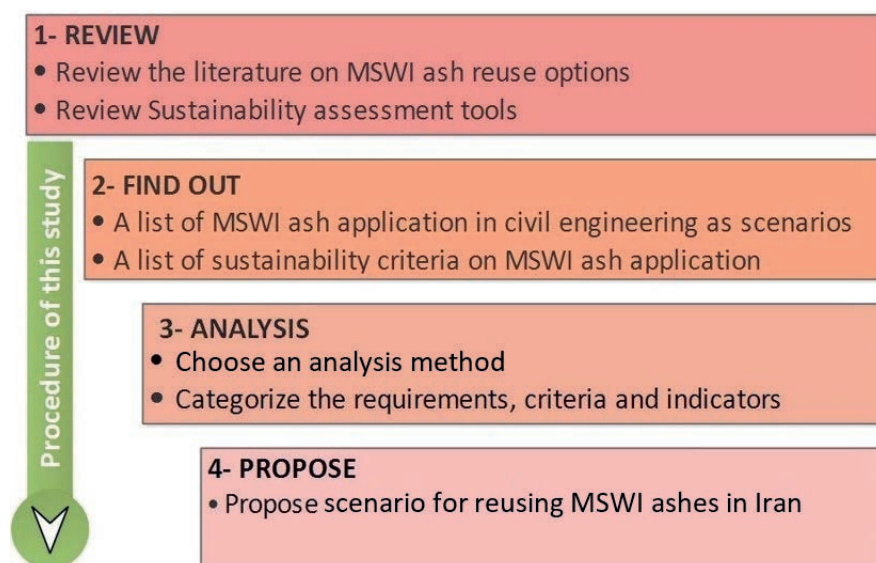 1- REVIEW
• Review the literature on MSWI ash reuse options
• Review Sustainability assessment tools
Procedure of this study
2- FIND OUT
• A list of MSWI ash application in civil engineering as scenarios
• A list of sustainability criteria on MSWI ash application
3- ANALYSIS
• Choose an analysis method
• Categorize the requirements, criteria and indicators
4- PROPOSE
• Propose scenario for reusing MSWI ashes in Iran